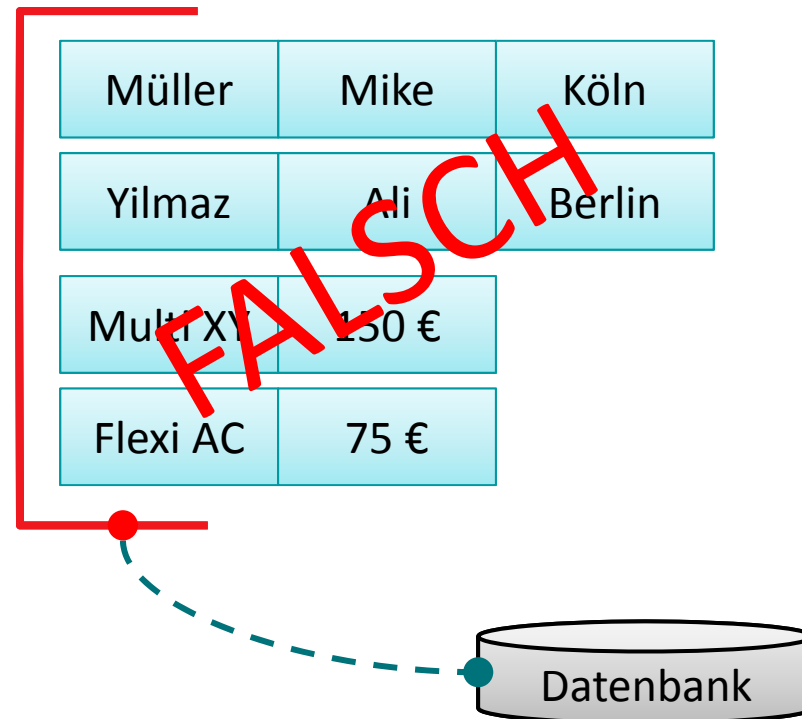 Müller Mike Köln
Yilmaz Ali Berlin
Multi XY 150 €
Flexi AC 75 €
FALSCH
Datenbank